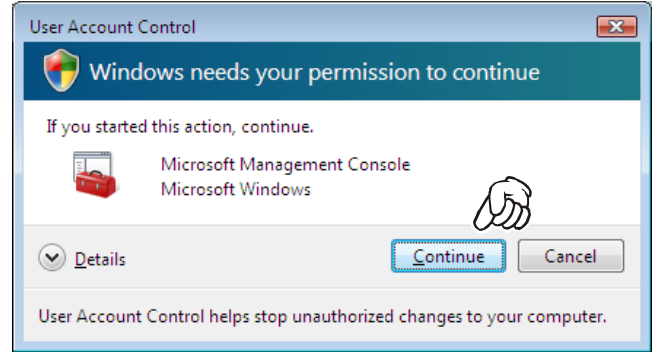 User Account Control
Windows needs your permission to continue
If you started this action, continue.
Microsoft Management Console
Microsoft Windows
Details
Continue
Cancel
User Account Control helps stop unauthorized changes to your computer.